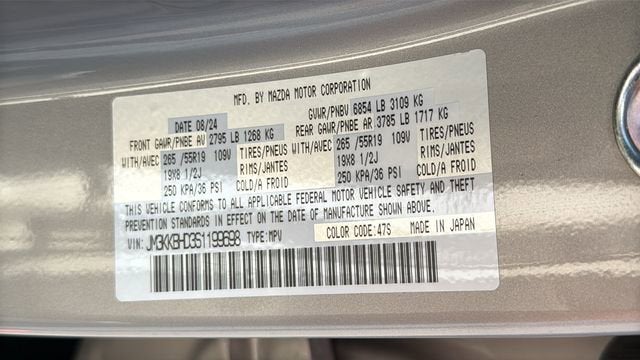 MFD. BY MAZDA MOTOR CORPORATION
DATE 08/24 GVWR/PNBV 6854 LB 3109 KG
FRONT GAWR/PNBE AV 2795 LB 1268 KG REAR GAWR/PNBE AR 3785 LB 1717 KG
WITH/AVEC 265 /55R19 109V TIRES/PNEUS WITH/AVEC 265 /55R19 109V TIRES/PNEUS
19X8 1/2J RIMS/JANTES 19X8 1/2J RIMS/JANTES
250 KPA/36 PSI COLD/A FROID 250 KPA/36 PSI COLD/A FROID
THIS VEHICLE CONFORMS TO ALL APPLICABLE FEDERAL MOTOR VEHICLE SAFETY AND THEFT
PREVENTION STANDARDS IN EFFECT ON THE DATE OF MANUFACTURE SHOWN ABOVE.
VIN: JM3KKBHD3S1199698 TYPE:MPV COLOR CODE:47S MADE IN JAPAN